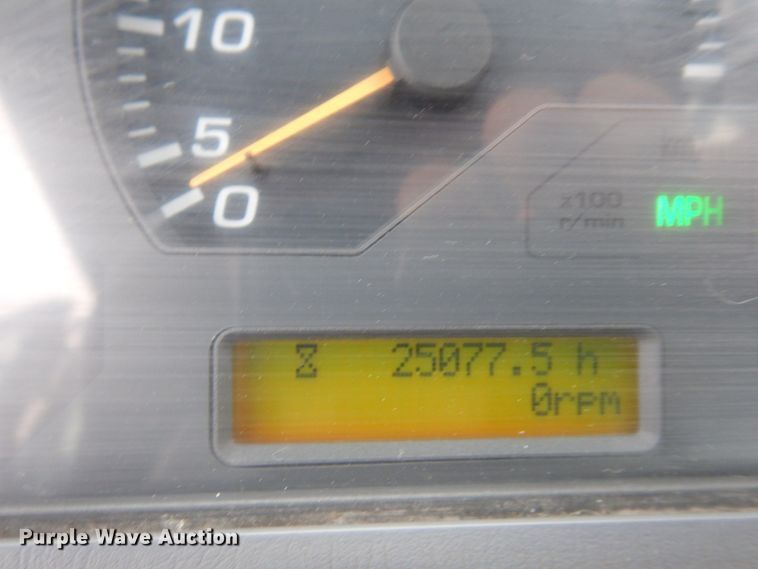 10
5
0
x100
r/min
MPH
25077.5 h
0rpm
Purple Wave Auction